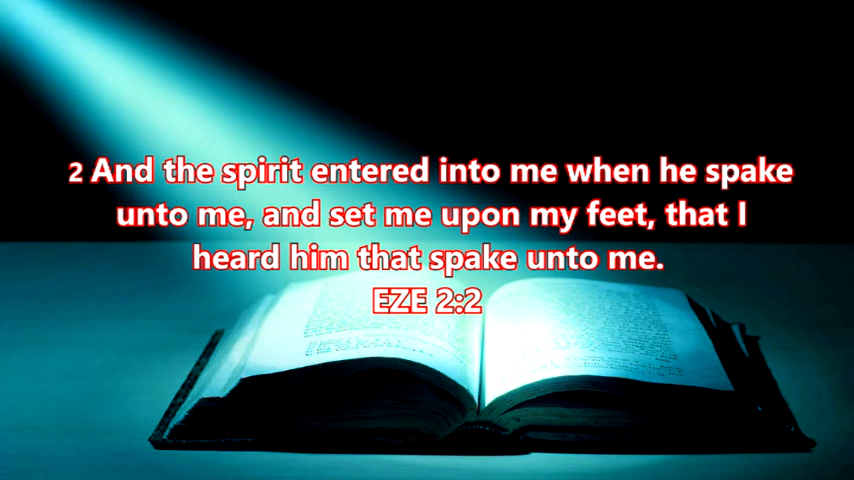 2 And the spirit entered into me when he spake
unto me, and set me upon my feet, that I
heard him that spake unto me.
EZE 2:2